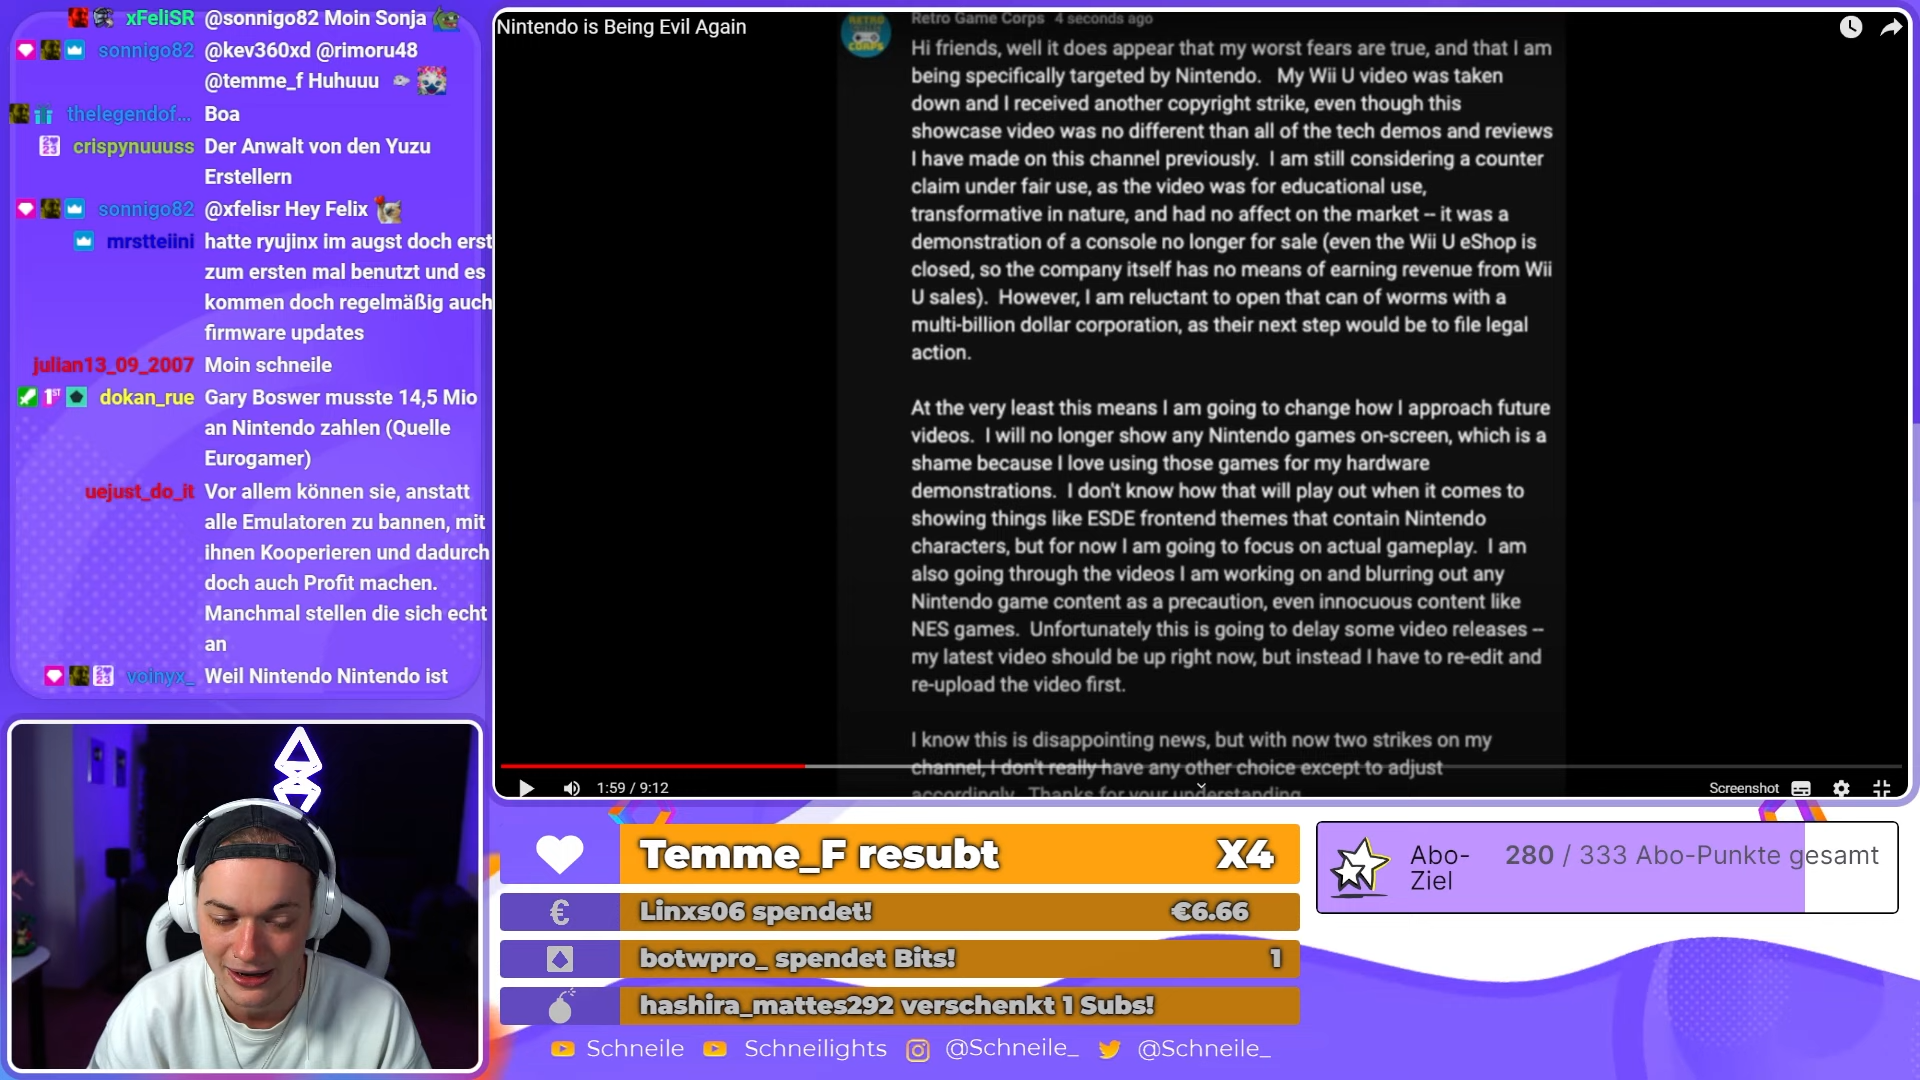 xFeliSR @sonnigo82 Moin Sonja
sonnigo82 @kev360xd @rimoru48
@temme_f Huhuuu
thelegendof... Boa
crispynuuuss Der Anwalt von den Yuzu
Erstellern
sonnigo82 @xfelisr Hey Felix
mrstteiini hatte ryujinx im augst doch erst
zum ersten mal benutzt und es
kommen doch regelmäßig auch
firmware updates
julian13_09_2007 Moin schneile
1ST dokan_rue Gary Boswer musste 14,5 Mio
an Nintendo zahlen (Quelle
Eurogamer)
uejust_do_it Vor allem können sie, anstatt
alle Emulatoren zu bannen, mit
ihnen Kooperieren und dadurch
doch auch Profit machen.
Manchmal stellen die sich echt
an
voinyx_ Weil Nintendo Nintendo ist
Nintendo is Being Evil Again
RETRO
CORPS
Retro Game Corps 4 seconds ago
Hi friends, well it does appear that my worst fears are true, and that I am
being specifically targeted by Nintendo. My Wii U video was taken
down and I received another copyright strike, even though this
showcase video was no different than all of the tech demos and reviews
I have made on this channel previously. I am still considering a counter
claim under fair use, as the video was for educational use,
transformative in nature, and had no affect on the market -- it was a
demonstration of a console no longer for sale (even the Wii U eShop is
closed, so the company itself has no means of earning revenue from Wii
U sales). However, I am reluctant to open that can of worms with a
multi-billion dollar corporation, as their next step would be to file legal
action.
At the very least this means I am going to change how I approach future
videos. I will no longer show any Nintendo games on-screen, which is a
shame because I love using those games for my hardware
demonstrations. I don't know how that will play out when it comes to
showing things like ESDE frontend themes that contain Nintendo
characters, but for now I am going to focus on actual gameplay. I am
also going through the videos I am working on and blurring out any
Nintendo game content as a precaution, even innocuous content like
NES games. Unfortunately this is going to delay some video releases --
my latest video should be up right now, but instead I have to re-edit and
re-upload the video first.
I know this is disappointing news, but with now two strikes on my
channel, I don't really have any other choice except to adjust
accordingly. Thanks for your understanding
1:59 / 9:12
Screenshot
Temme_F resubt X4
€ Linxs06 spendet! €6.66
botwpro_ spendet Bits! 1
hashira_mattes292 verschenkt 1 Subs!
Abo-
Ziel
280 / 333 Abo-Punkte gesamt
Schneile Schneilights @Schneile_ @Schneile_